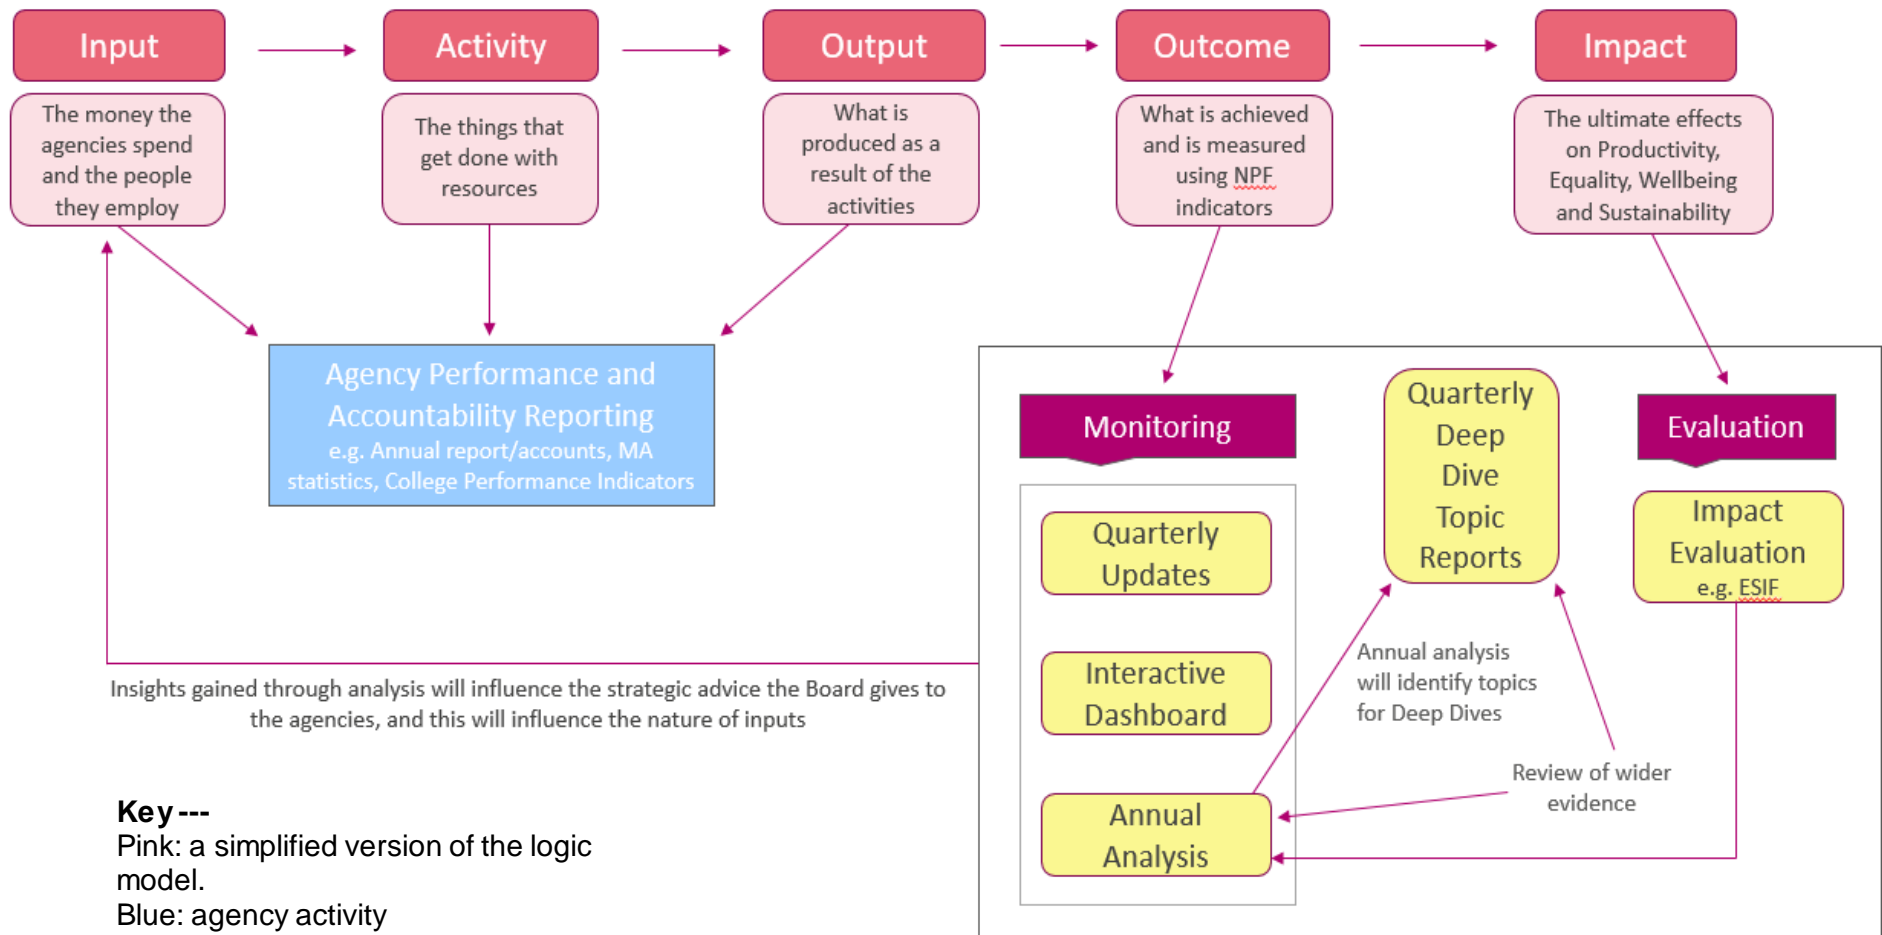 Input
Activity
Output
Outcome
Impact
The money the
agencies spend
and the people
they employ
The things that
get done with
resources
What is
produced as a
result of the
activities
What is achieved
and is measured
using NPF
indicators
The ultimate effects
on Productivity,
Equality, Wellbeing
and Sustainability
Agency Performance and
Accountability Reporting
e.g. Annual report/accounts, MA
statistics, College Performance Indicators
Monitoring
Quarterly
Updates
Interactive
Dashboard
Annual
Analysis
Quarterly
Deep
Dive
Topic
Reports
Evaluation
Impact
Evaluation
e.g. ESIF
Annual analysis
will identify topics
for Deep Dives
Review of wider
evidence
Insights gained through analysis will influence the strategic advice the Board gives to
the agencies, and this will influence the nature of inputs
Key ---
Pink: a simplified version of the logic
model.
Blue: agency activity